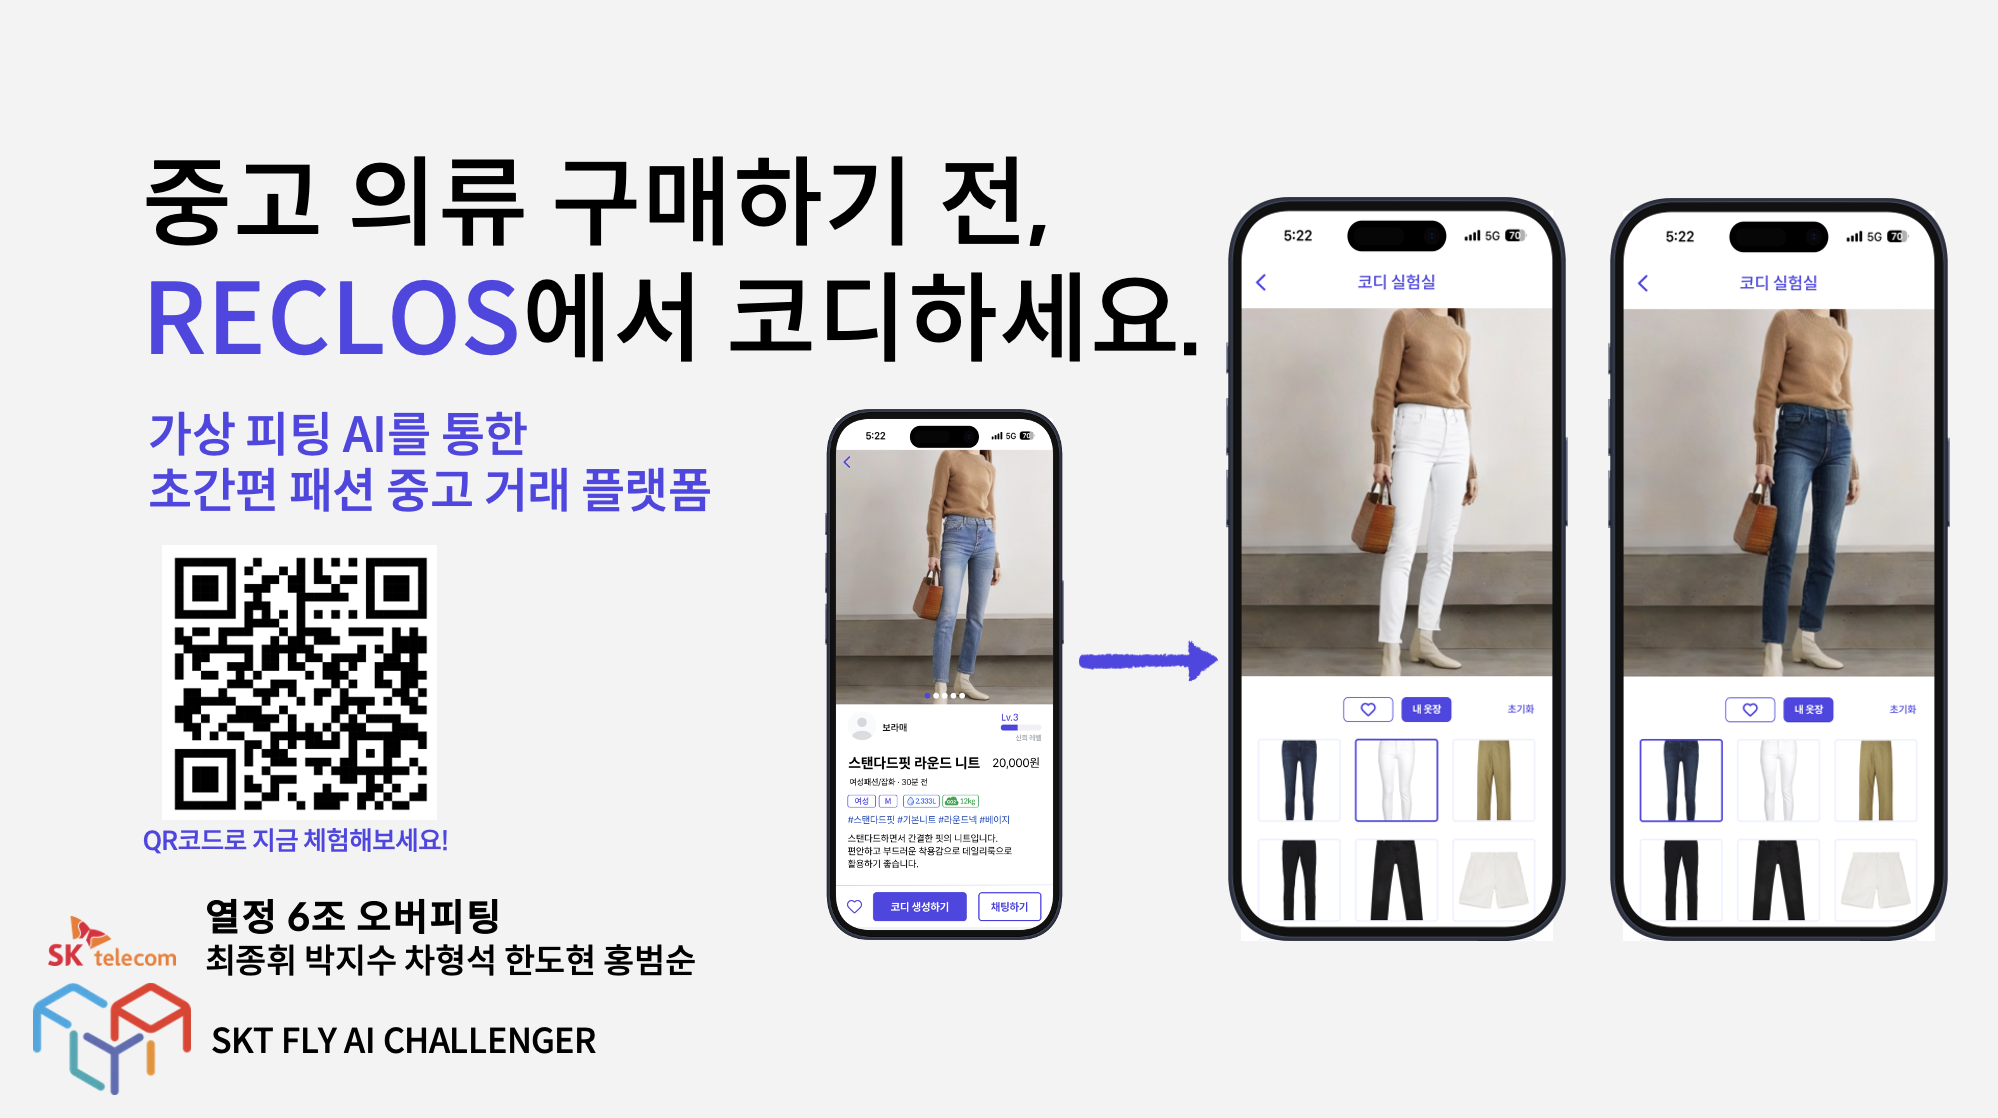 중고 의류 구매하기 전,
RECLOS에서 코디하세요.
가상 피팅 AI를 통한
초간편 패션 중고 거래 플랫폼
QR코드로 지금 체험해보세요!
열정 6조 오버피팅
최종휘 박지수 차형석 한도현 홍범순
SK telecom
SKT FLY AI CHALLENGER
5:22 5G 70
보라매
Lv.3
신뢰 레벨
스탠다드핏 라운드 니트 20,000원
여성패션/잡화 · 30분 전
여성 M 2,333L CO2 12kg
#스탠다드핏 #기본니트 #라운드넥 #베이지
스탠다드하면서 간결한 핏의 니트입니다.
편안하고 부드러운 착용감으로 데일리룩으로
활용하기 좋습니다.
코디 생성하기 채팅하기
5:22 5G 70
코디 실험실
내 옷장 초기화
5:22 5G 70
코디 실험실
내 옷장 초기화